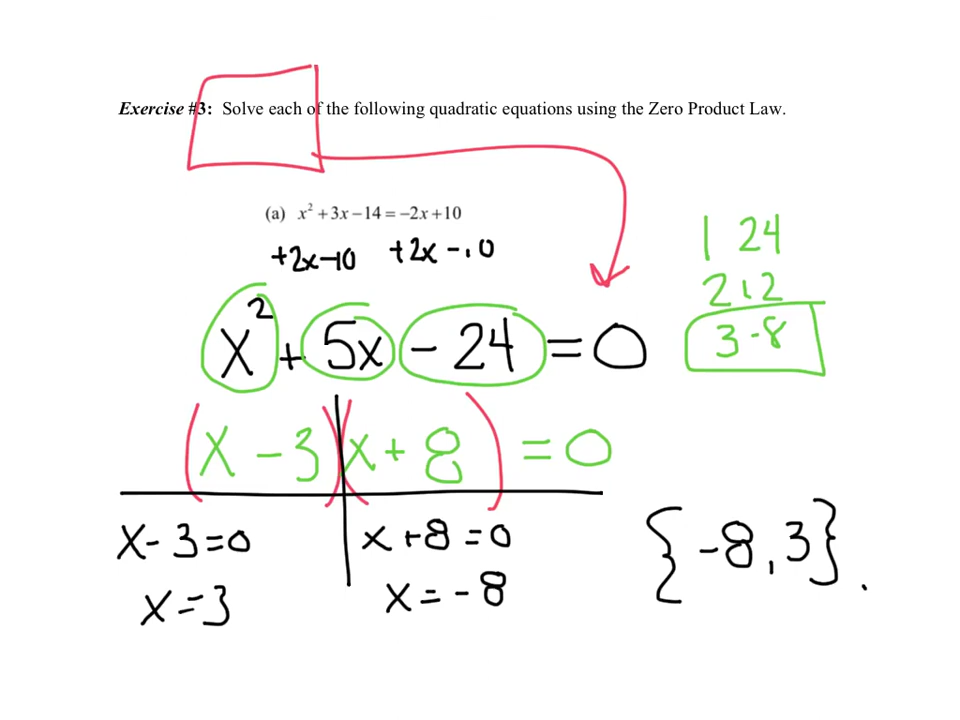 Exercise #3: Solve each of the following quadratic equations using the Zero Product Law.
(a) x² + 3x – 14 = –2x + 10
+2x -10 +2x - 10
1 24
2 12
3 - 8
x² + 5x - 24 = 0
(x - 3)(x + 8) = 0
x - 3 = 0
x + 8 = 0
x = 3
x = - 8
{-8, 3}.